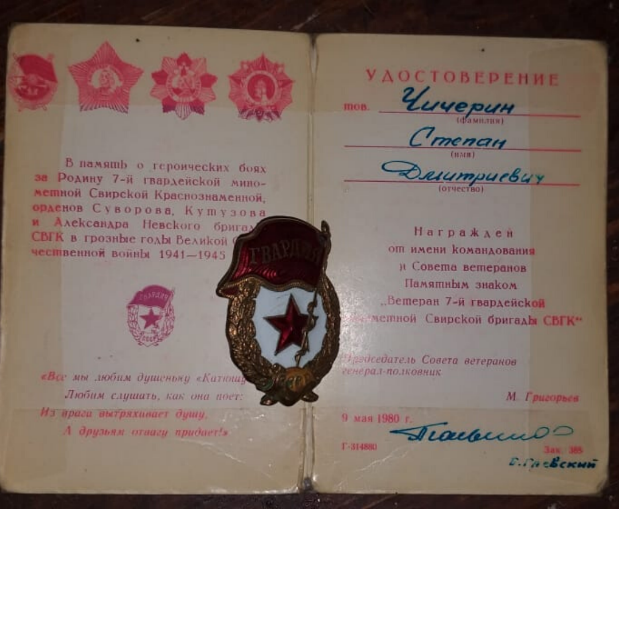 В память о героических боях
за Родину 7-й гвардейской мино-
метной Свирской Краснознаменной,
орденов Суворова, Кутузова
и Александра Невского бригады
СВГК в грозные годы Великой
чественной войны 1941—1945
ГВАРДИЯ
«Все мы любим душеньку «Катюшу
Любим слушать, как она поет:
Из врага вытряхивает душу,
А друзьям отвагу придает!»
УДОСТОВЕРЕНИЕ
тов. Чичерин
(фамилия)
Степан
(имя)
Дмитриевич
(отчество)
Награжден
от имени командования
и Совета ветеранов
Памятным знаком
„Ветеран 7-й гвардейской
метной Свирской бригады СВГК"
Председатель Совета ветеранов
генерал-полковник
М. Григорьев
9 мая 1980 г.
Зак. 385
ГВАРДИЯ